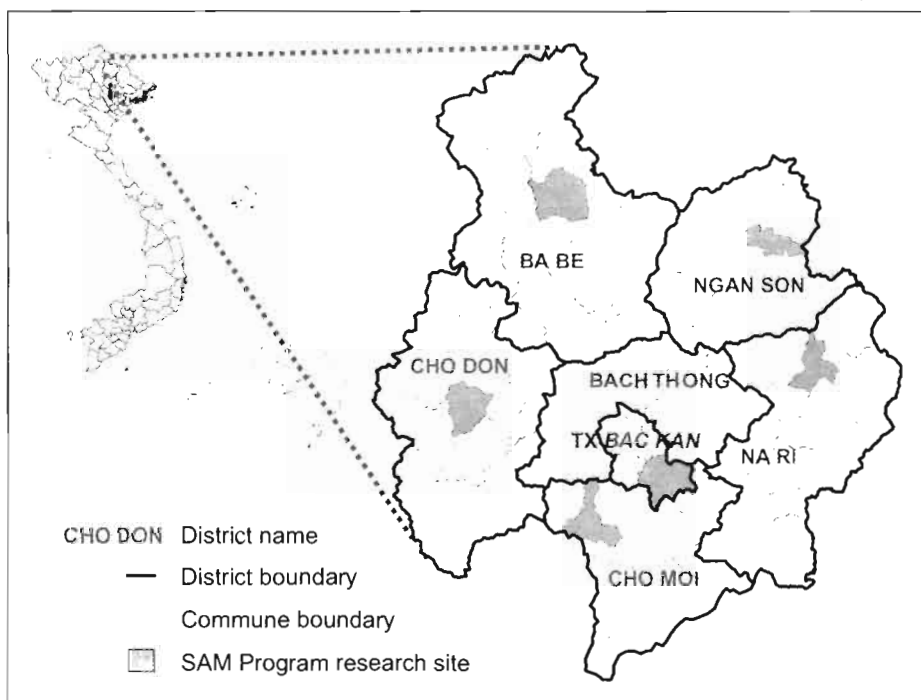 BA BE
NGAN SON
CHO DON
BACH THONG
TX BAC KAN
NA RI
CHO MOI
CHO DON District name
District boundary
Commune boundary
SAM Program research site